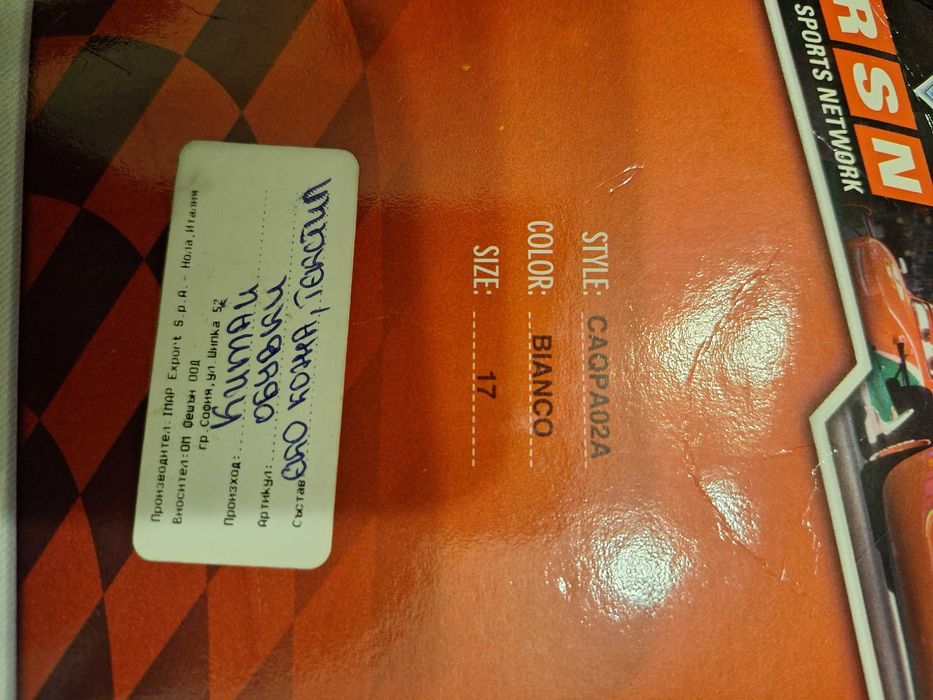 RSN
SPORTS NETWORK
STYLE: CAQPA02A
COLOR: BIANCO
SIZE: 17
Производител: IMAP Export S.p.A. - Нола, Италия
Вносител: ОМ Фешън ООД
гр.София, ул. Шипка 52
Произход: Китай
Артикул: обувки
Състав еко кожа, текстил